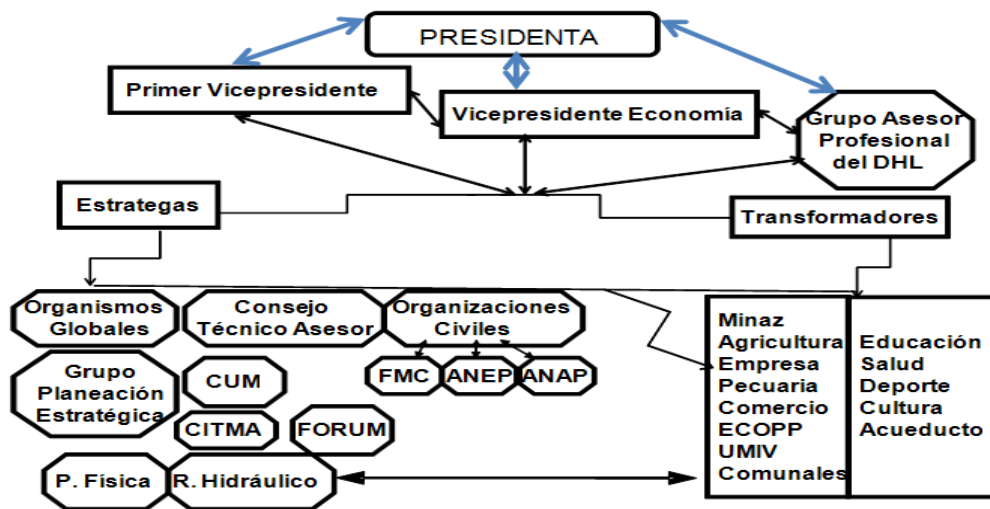 PRESIDENTA
Primer Vicepresidente
Vicepresidente Economía
Grupo Asesor
Profesional
del DHL
Estrategas
Transformadores
Organismos
Globales
Consejo
Técnico Asesor
Organizaciones
Civiles
Grupo
Planeación
Estratégica
CUM
FMC
ANEP
ANAP
CITMA
FORUM
P. Física
R. Hidráulico
Minaz
Agricultura
Empresa
Pecuaria
Comercio
ECOPP
UMIV
Comunales
Educación
Salud
Deporte
Cultura
Acueducto